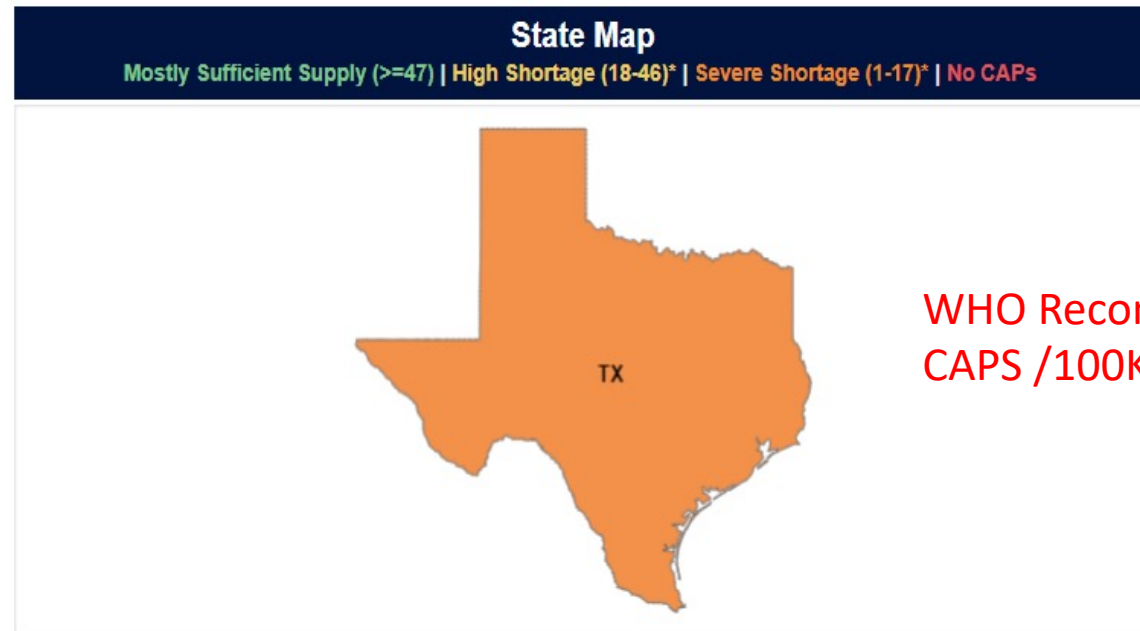 State Map
Mostly Sufficient Supply (>=47) | High Shortage (18-46)* | Severe Shortage (1-17)* | No CAPs
TX
WHO
CAPS /100K